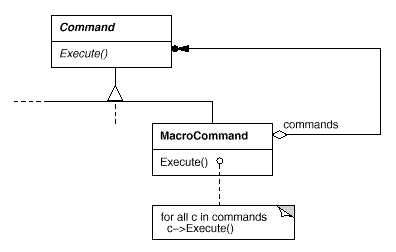 Command
Execute()
commands
MacroCommand
Execute()
for all c in commands
c->Execute()